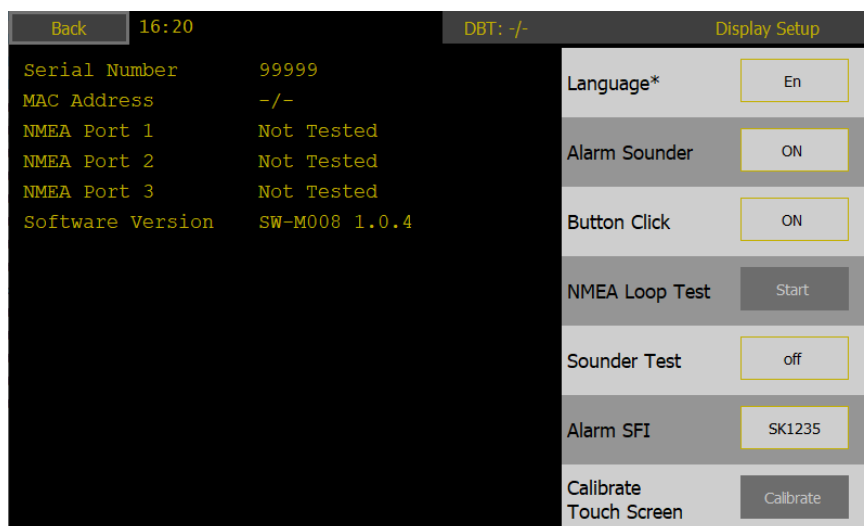 Back 16:20 DBT: -/- Display Setup
Serial Number 99999
MAC Address -/-
NMEA Port 1 Not Tested
NMEA Port 2 Not Tested
NMEA Port 3 Not Tested
Software Version SW-M008 1.0.4
Language* En
Alarm Sounder ON
Button Click ON
NMEA Loop Test Start
Sounder Test off
Alarm SFI SK1235
Calibrate
Touch Screen Calibrate